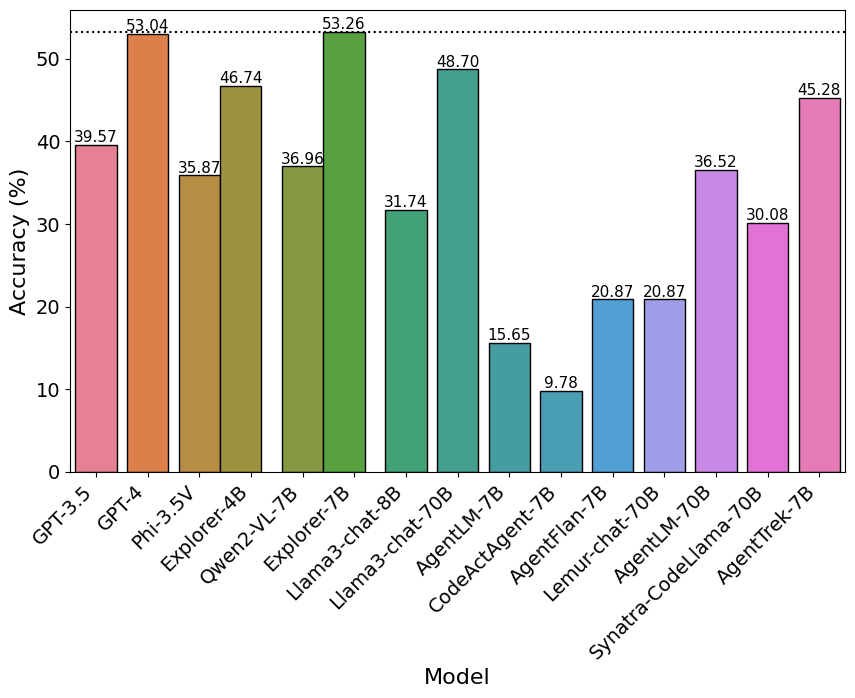 Accuracy (%)
50
40
30
20
10
0
39.57
53.04
35.87
46.74
36.96
53.26
31.74
48.70
15.65
9.78
20.87
20.87
36.52
30.08
45.28
GPT-3.5
GPT-4
Phi-3.5V
Explorer-4B
Qwen2-VL-7B
Explorer-7B
Llama3-chat-8B
Llama3-chat-70B
AgentLM-7B
CodeActAgent-7B
AgentFlan-7B
Lemur-chat-70B
AgentLM-70B
Synatra-CodeLlama-70B
AgentTrek-7B
Model